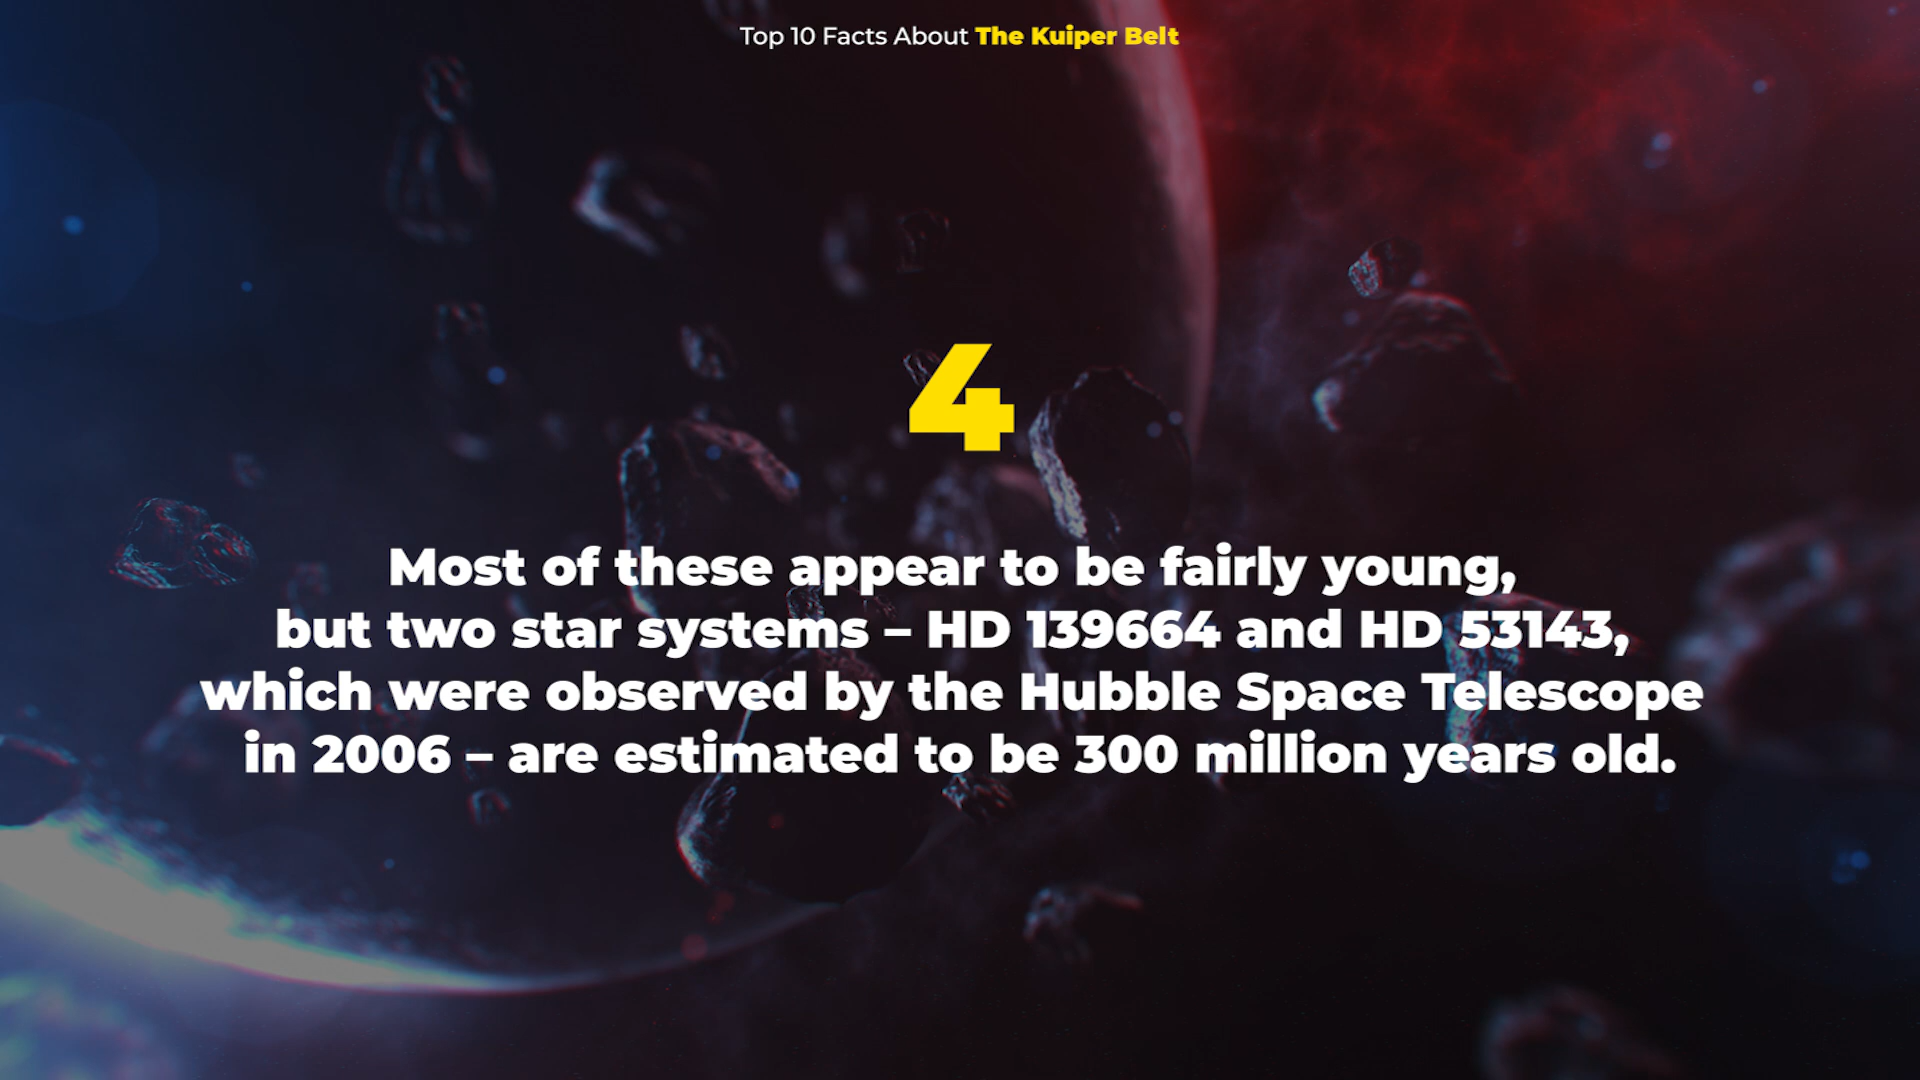 Top 10 Facts About The Kuiper Belt
4
Most of these appear to be fairly young,
but two star systems – HD 139664 and HD 53143,
which were observed by the Hubble Space Telescope
in 2006 – are estimated to be 300 million years old.